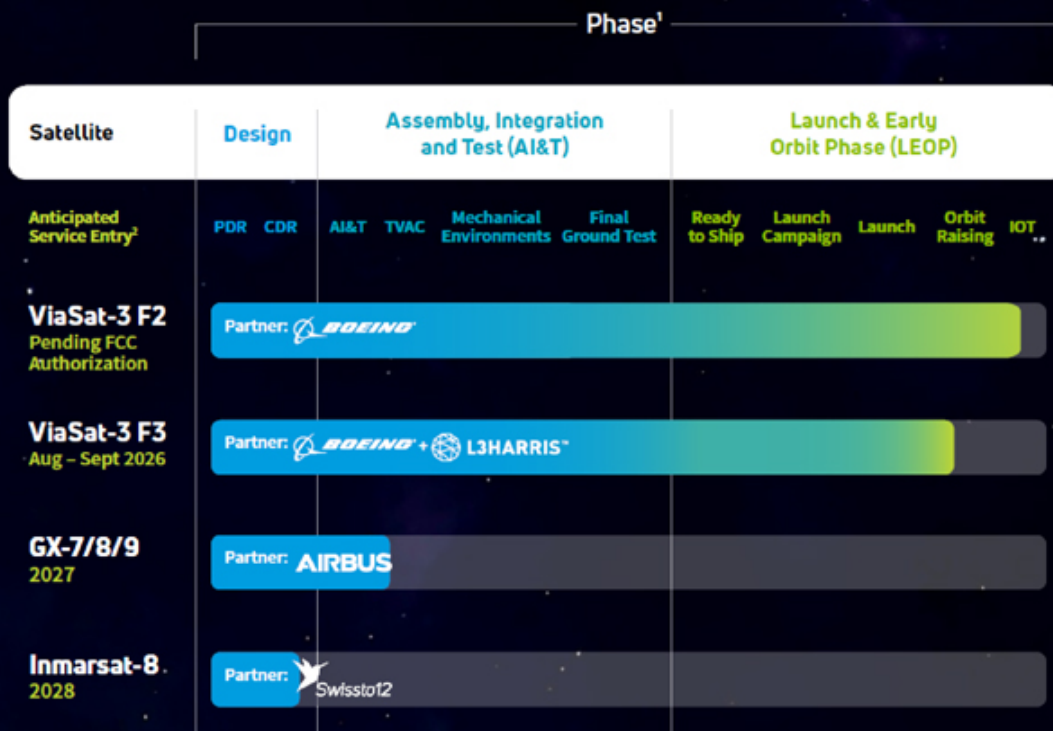 Phase¹
Satellite
Design
Assembly, Integration
and Test (AI&T)
Launch & Early
Orbit Phase (LEOP)
Anticipated
Service Entry²
PDR CDR AI&T TVAC
Mechanical
Environments
Final
Ground Test
Ready
to Ship
Launch
Campaign
Launch
Orbit
Raising
IOT
ViaSat-3 F2
Pending FCC
Authorization
Partner: BOEING
ViaSat-3 F3
Aug – Sept 2026
Partner: BOEING + L3HARRIS™
GX-7/8/9
2027
Partner: AIRBUS
Inmarsat-8
2028
Partner: Swissto12